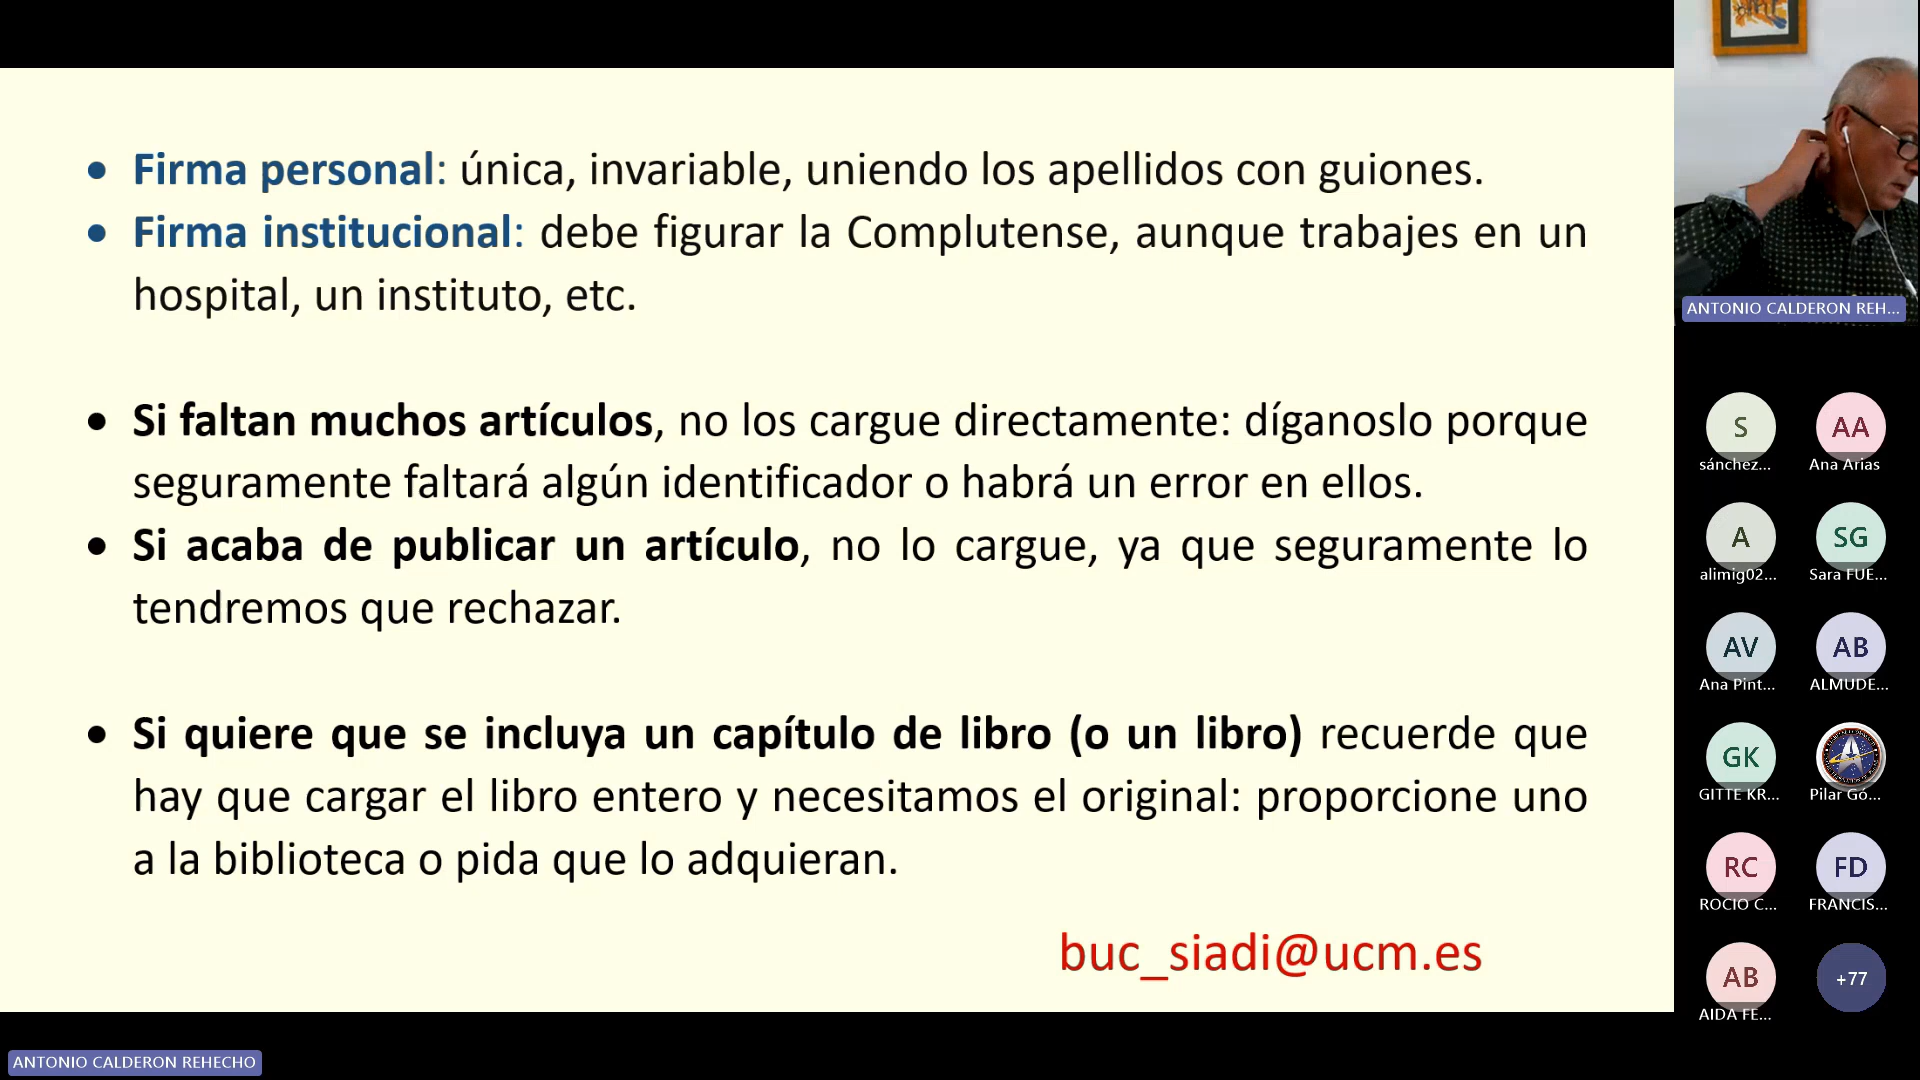 • Firma personal: única, invariable, uniendo los apellidos con guiones.
• Firma institucional: debe figurar la Complutense, aunque trabajes en un
hospital, un instituto, etc.
• Si faltan muchos artículos, no los cargue directamente: díganoslo porque
seguramente faltará algún identificador o habrá un error en ellos.
• Si acaba de publicar un artículo, no lo cargue, ya que seguramente lo
tendremos que rechazar.
• Si quiere que se incluya un capítulo de libro (o un libro) recuerde que
hay que cargar el libro entero y necesitamos el original: proporcione uno
a la biblioteca o pida que lo adquieran.
buc_siadi@ucm.es
ANTONIO CALDERON REHECHO
ANTONIO CALDERON REH...
S AA
sánchez... Ana Arias
A SG
alimig02... Sara FUE...
AV AB
Ana Pint... ALMUDE...
GK
GITTE KR... Pilar Gó...
RC FD
ROCIO C... FRANCIS...
AB +77
AIDA FE...